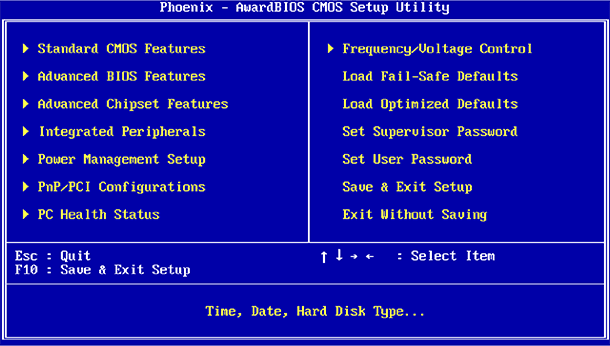 Phoenix - AwardBIOS CMOS Setup Utility
Standard CMOS Features
Advanced BIOS Features
Advanced Chipset Features
Integrated Peripherals
Power Management Setup
PnP/PCI Configurations
PC Health Status
Frequency/Voltage Control
Load Fail-Safe Defaults
Load Optimized Defaults
Set Supervisor Password
Set User Password
Save & Exit Setup
Exit Without Saving
Esc : Quit
F10 : Save & Exit Setup
↑ ↓ → ← : Select Item
Time, Date, Hard Disk Type...